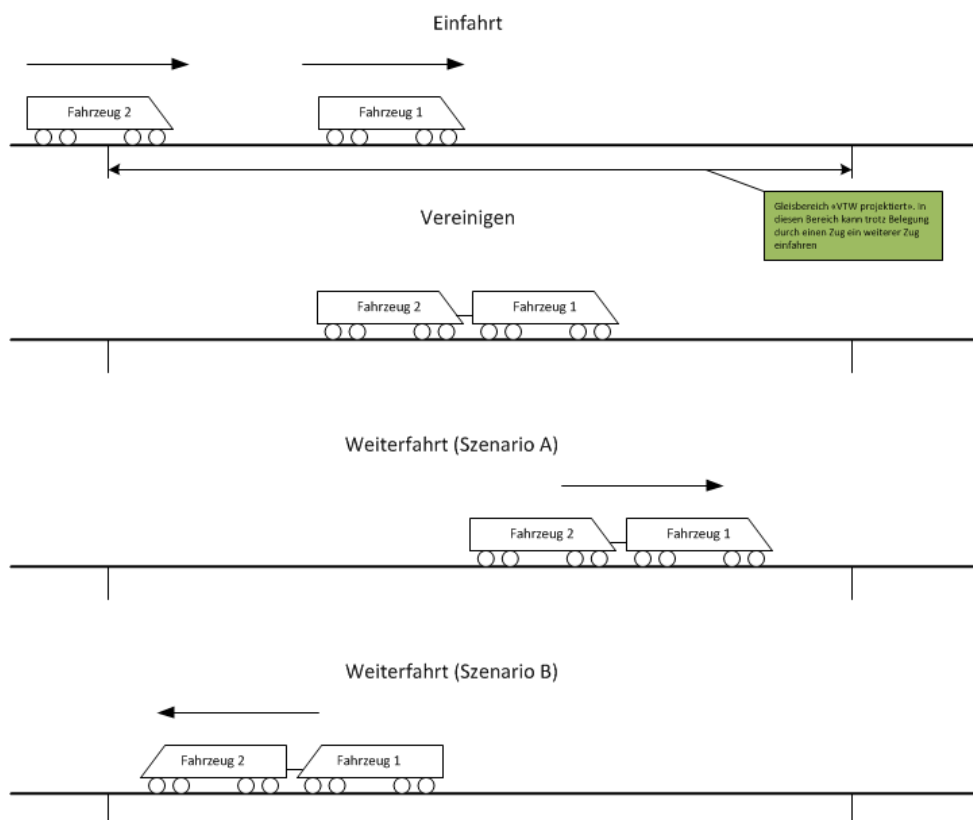 Einfahrt
Fahrzeug 2
Fahrzeug 1
Gleisbereich «VTW projektiert». In
diesen Bereich kann trotz Belegung
durch einen Zug ein weiterer Zug
einfahren
Vereinigen
Fahrzeug 2
Fahrzeug 1
Weiterfahrt (Szenario A)
Fahrzeug 2
Fahrzeug 1
Weiterfahrt (Szenario B)
Fahrzeug 2
Fahrzeug 1